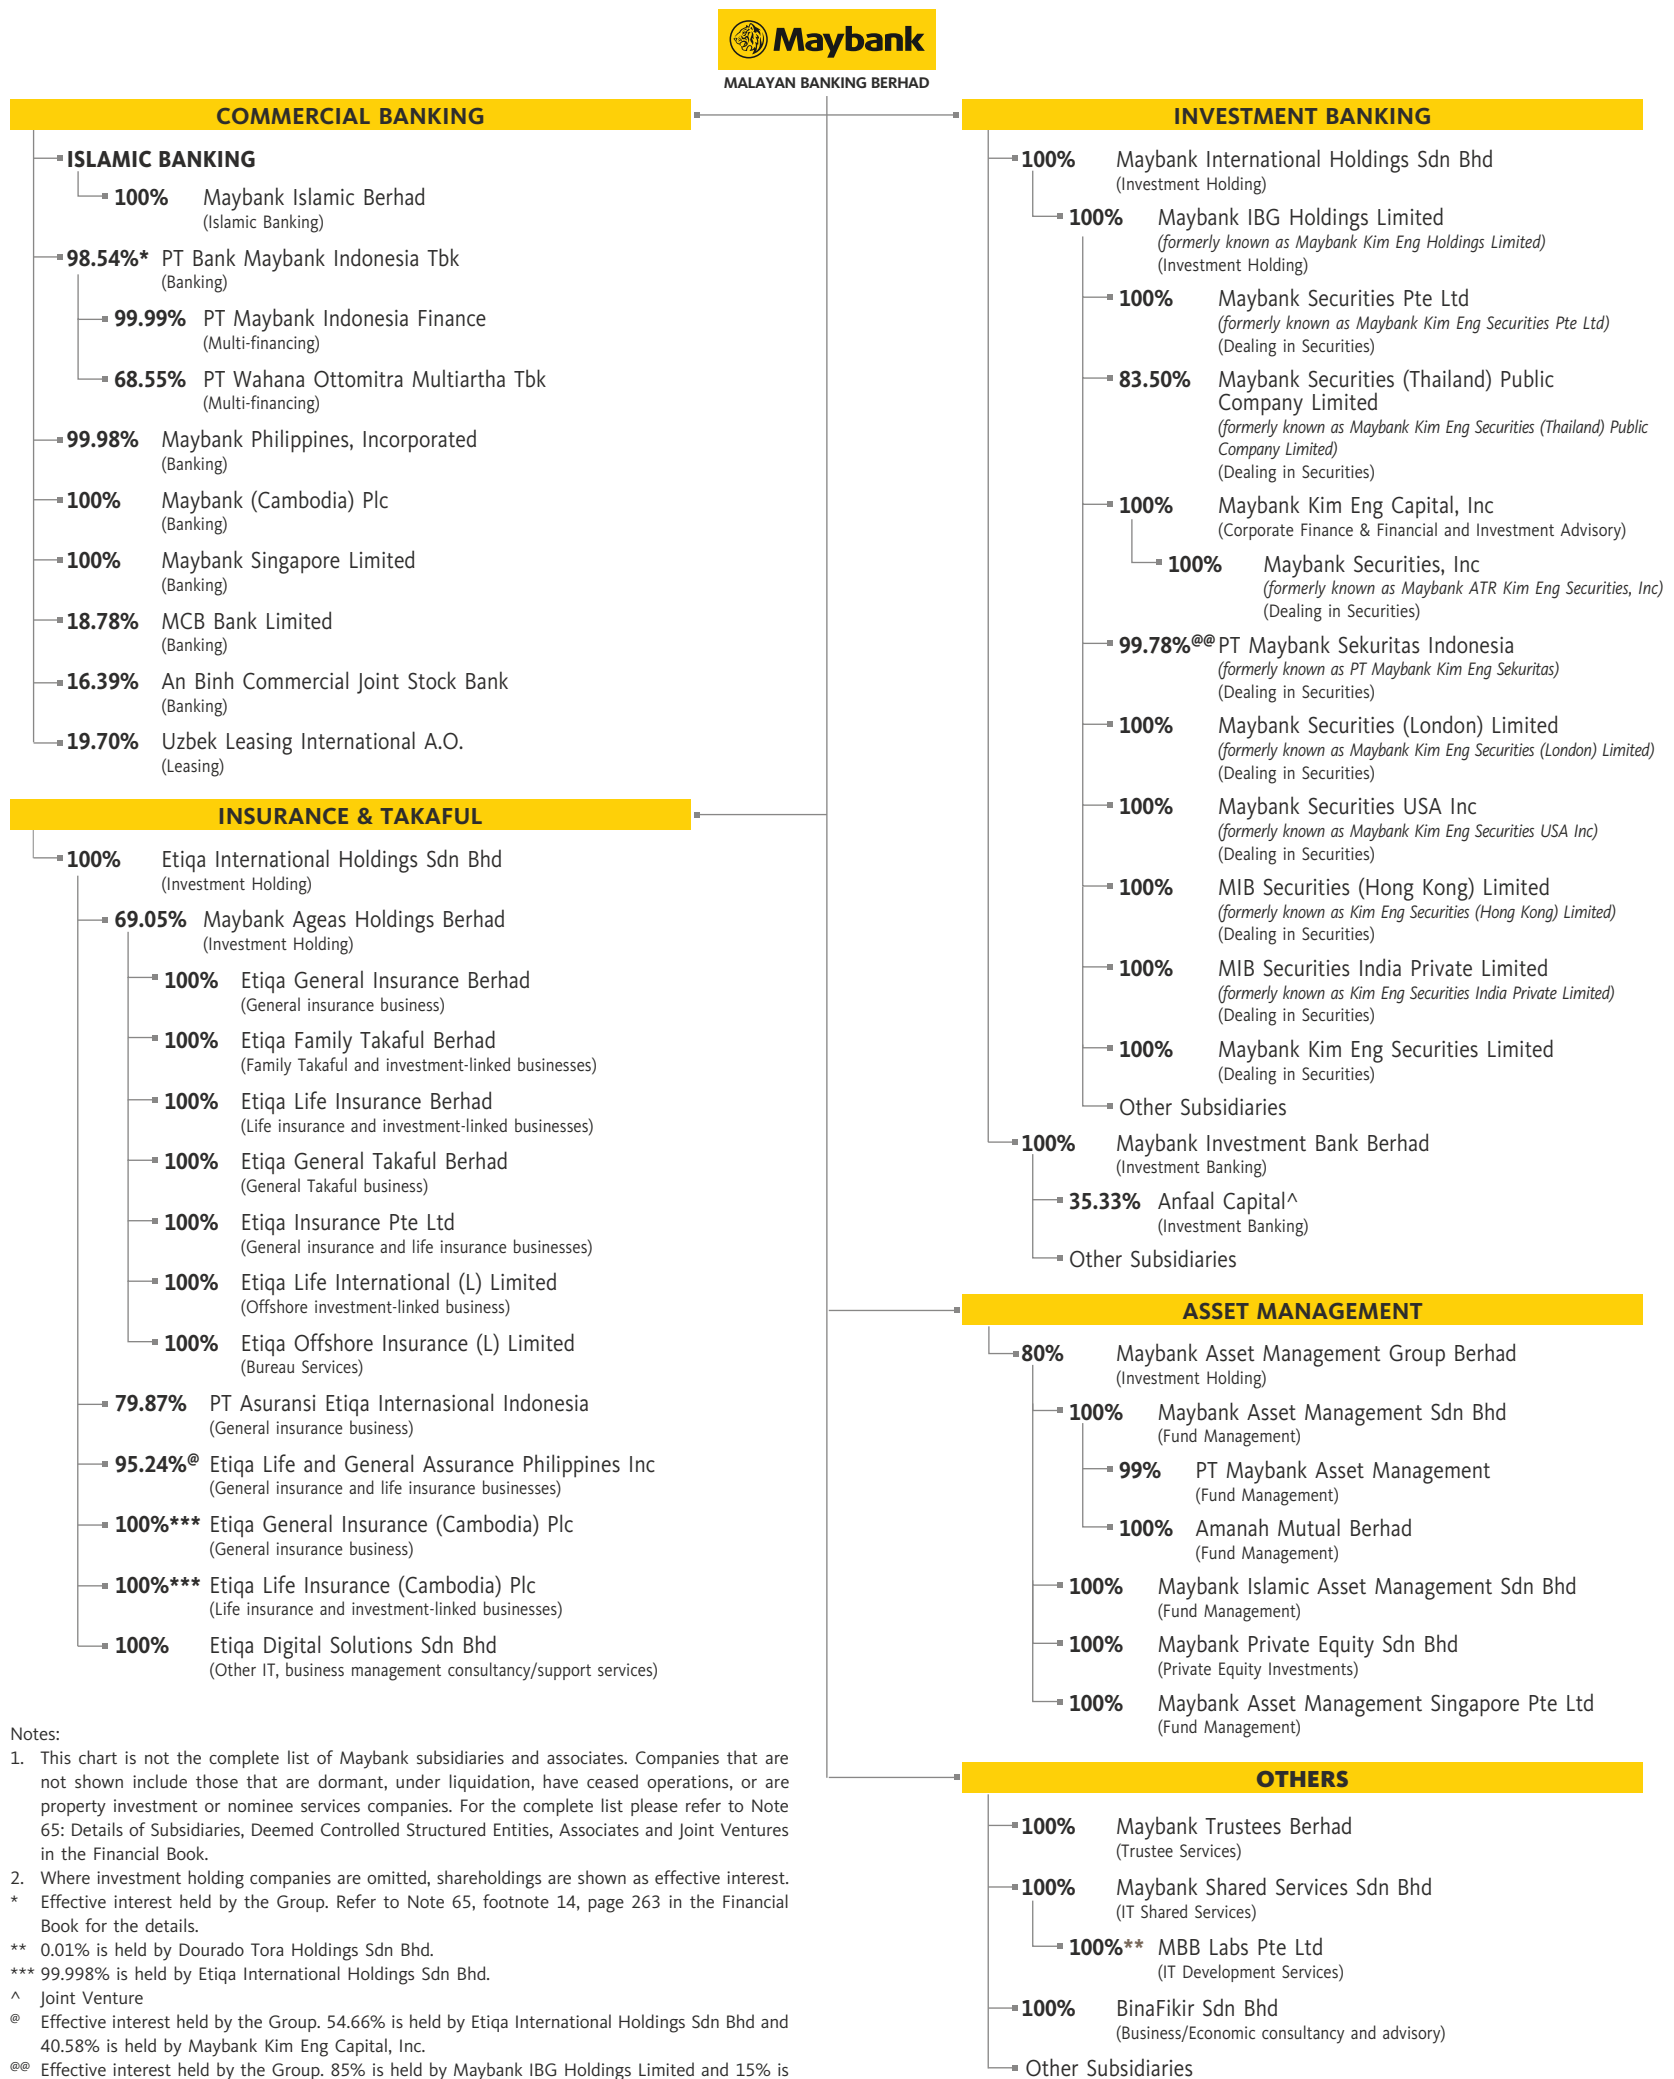 Maybank
MALAYAN BANKING BERHAD
COMMERCIAL BANKING
ISLAMIC BANKING
100% Maybank Islamic Berhad
(Islamic Banking)
98.54%* PT Bank Maybank Indonesia Tbk
(Banking)
99.99% PT Maybank Indonesia Finance
(Multi-financing)
68.55% PT Wahana Ottomitra Multiartha Tbk
(Multi-financing)
99.98% Maybank Philippines, Incorporated
(Banking)
100% Maybank (Cambodia) Plc
(Banking)
100% Maybank Singapore Limited
(Banking)
18.78% MCB Bank Limited
(Banking)
16.39% An Binh Commercial Joint Stock Bank
(Banking)
19.70% Uzbek Leasing International A.O.
(Leasing)
INSURANCE & TAKAFUL
100% Etiqa International Holdings Sdn Bhd
(Investment Holding)
69.05% Maybank Ageas Holdings Berhad
(Investment Holding)
100% Etiqa General Insurance Berhad
(General insurance business)
100% Etiqa Family Takaful Berhad
(Family Takaful and investment-linked businesses)
100% Etiqa Life Insurance Berhad
(Life insurance and investment-linked businesses)
100% Etiqa General Takaful Berhad
(General Takaful business)
100% Etiqa Insurance Pte Ltd
(General insurance and life insurance businesses)
100% Etiqa Life International (L) Limited
(Offshore investment-linked business)
100% Etiqa Offshore Insurance (L) Limited
(Bureau Services)
79.87% PT Asuransi Etiqa Internasional Indonesia
(General insurance business)
95.24%@ Etiqa Life and General Assurance Philippines Inc
(General insurance and life insurance businesses)
100%*** Etiqa General Insurance (Cambodia) Plc
(General insurance business)
100%*** Etiqa Life Insurance (Cambodia) Plc
(Life insurance and investment-linked businesses)
100% Etiqa Digital Solutions Sdn Bhd
(Other IT, business management consultancy/support services)
Notes:
1. This chart is not the complete list of Maybank subsidiaries and associates. Companies that are
not shown include those that are dormant, under liquidation, have ceased operations, or are
property investment or nominee services companies. For the complete list please refer to Note
65: Details of Subsidiaries, Deemed Controlled Structured Entities, Associates and Joint Ventures
in the Financial Book.
2. Where investment holding companies are omitted, shareholdings are shown as effective interest.
* Effective interest held by the Group. Refer to Note 65, footnote 14, page 263 in the Financial
Book for the details.
** 0.01% is held by Dourado Tora Holdings Sdn Bhd.
*** 99.998% is held by Etiqa International Holdings Sdn Bhd.
^ Joint Venture
@ Effective interest held by the Group. 54.66% is held by Etiqa International Holdings Sdn Bhd and
40.58% is held by Maybank Kim Eng Capital, Inc.
@@ Effective interest held by the Group. 85% is held by Maybank IBG Holdings Limited and 15% is
INVESTMENT BANKING
100% Maybank International Holdings Sdn Bhd
(Investment Holding)
100% Maybank IBG Holdings Limited
(formerly known as Maybank Kim Eng Holdings Limited)
(Investment Holding)
100% Maybank Securities Pte Ltd
(formerly known as Maybank Kim Eng Securities Pte Ltd)
(Dealing in Securities)
83.50% Maybank Securities (Thailand) Public
Company Limited
(formerly known as Maybank Kim Eng Securities (Thailand) Public
Company Limited)
(Dealing in Securities)
100% Maybank Kim Eng Capital, Inc
(Corporate Finance & Financial and Investment Advisory)
100% Maybank Securities, Inc
(formerly known as Maybank ATR Kim Eng Securities, Inc)
(Dealing in Securities)
99.78%@@ PT Maybank Sekuritas Indonesia
(formerly known as PT Maybank Kim Eng Sekuritas)
(Dealing in Securities)
100% Maybank Securities (London) Limited
(formerly known as Maybank Kim Eng Securities (London) Limited)
(Dealing in Securities)
100% Maybank Securities USA Inc
(formerly known as Maybank Kim Eng Securities USA Inc)
(Dealing in Securities)
100% MIB Securities (Hong Kong) Limited
(formerly known as Kim Eng Securities (Hong Kong) Limited)
(Dealing in Securities)
100% MIB Securities India Private Limited
(formerly known as Kim Eng Securities India Private Limited)
(Dealing in Securities)
100% Maybank Kim Eng Securities Limited
(Dealing in Securities)
Other Subsidiaries
100% Maybank Investment Bank Berhad
(Investment Banking)
35.33% Anfaal Capital^
(Investment Banking)
Other Subsidiaries
ASSET MANAGEMENT
80% Maybank Asset Management Group Berhad
(Investment Holding)
100% Maybank Asset Management Sdn Bhd
(Fund Management)
99% PT Maybank Asset Management
(Fund Management)
100% Amanah Mutual Berhad
(Fund Management)
100% Maybank Islamic Asset Management Sdn Bhd
(Fund Management)
100% Maybank Private Equity Sdn Bhd
(Private Equity Investments)
100% Maybank Asset Management Singapore Pte Ltd
(Fund Management)
OTHERS
100% Maybank Trustees Berhad
(Trustee Services)
100% Maybank Shared Services Sdn Bhd
(IT Shared Services)
100%** MBB Labs Pte Ltd
(IT Development Services)
100% BinaFikir Sdn Bhd
(Business/Economic consultancy and advisory)
Other Subsidiaries